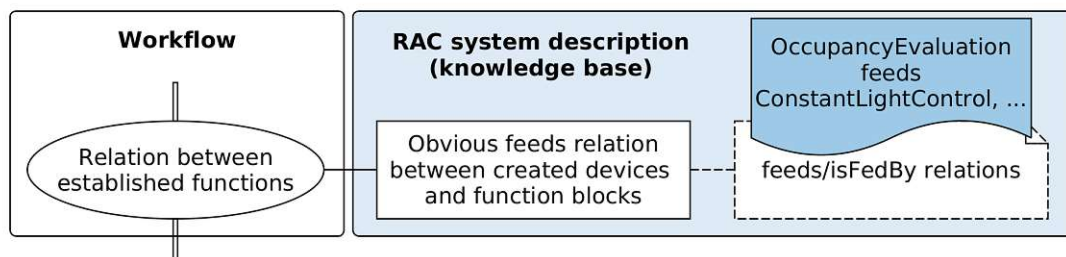 Workflow
Relation between
established functions
RAC system description
(knowledge base)
Obvious feeds relation
between created devices
and function blocks
OccupancyEvaluation
feeds
ConstantLightControl, ...
feeds/isFedBy relations